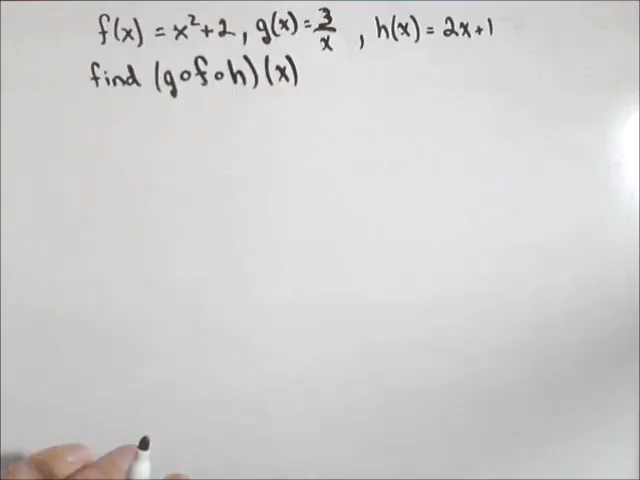 f(x) = x²+2, g(x) = 3/x, h(x) = 2x+1
find (g∘f∘h)(x)